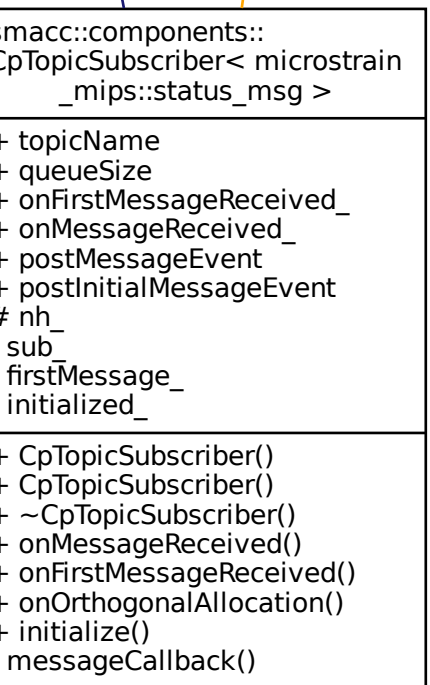 smacc::components::
CpTopicSubscriber< microstrain
_mips::status_msg >
+ topicName
+ queueSize
+ onFirstMessageReceived_
+ onMessageReceived_
+ postMessageEvent
+ postInitialMessageEvent
# nh_
sub_
firstMessage_
initialized_
+ CpTopicSubscriber()
+ CpTopicSubscriber()
+ ~CpTopicSubscriber()
+ onMessageReceived()
+ onFirstMessageReceived()
+ onOrthogonalAllocation()
+ initialize()
messageCallback()